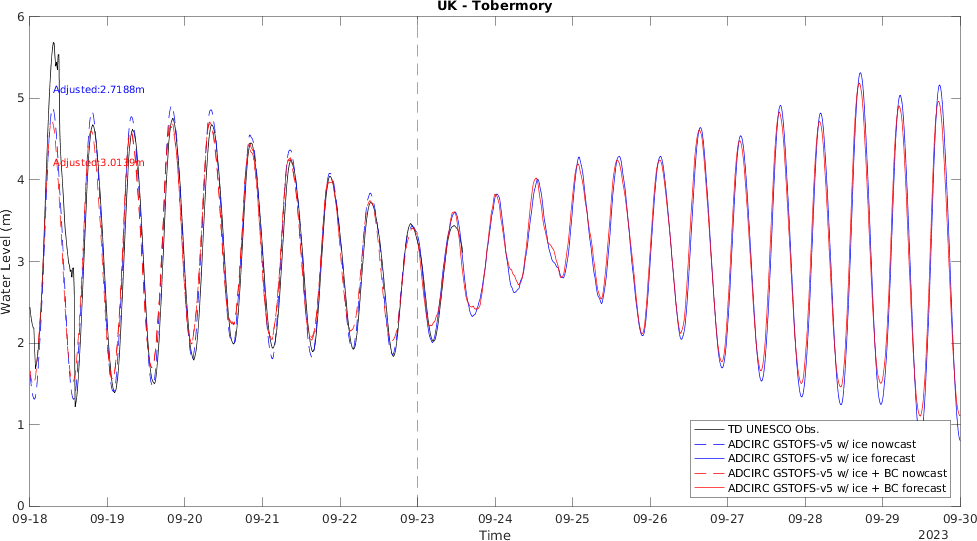 UK - Tobermory
6
5
4
3
2
1
0
Water Level (m)
Adjusted:2.7188m
Adjusted:3.0139m
TD UNESCO Obs.
ADCIRC GSTOFS-v5 w/ ice nowcast
ADCIRC GSTOFS-v5 w/ ice forecast
ADCIRC GSTOFS-v5 w/ ice + BC nowcast
ADCIRC GSTOFS-v5 w/ ice + BC forecast
09-18 09-19 09-20 09-21 09-22 09-23 09-24 09-25 09-26 09-27 09-28 09-29 09-30
Time
2023